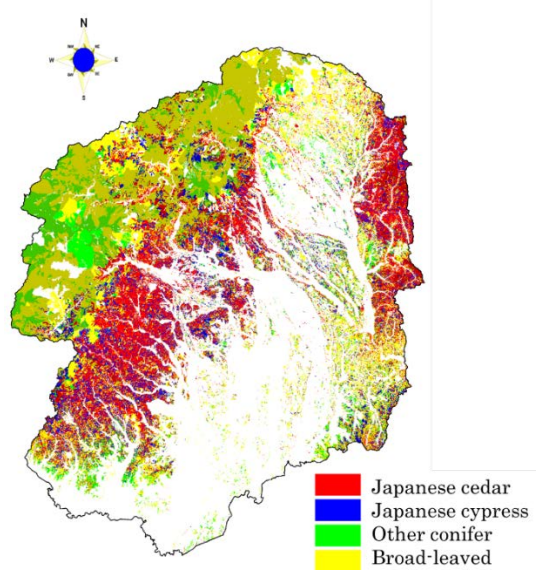 N
W
E
S
Japanese cedar
Japanese cypress
Other conifer
Broad-leaved